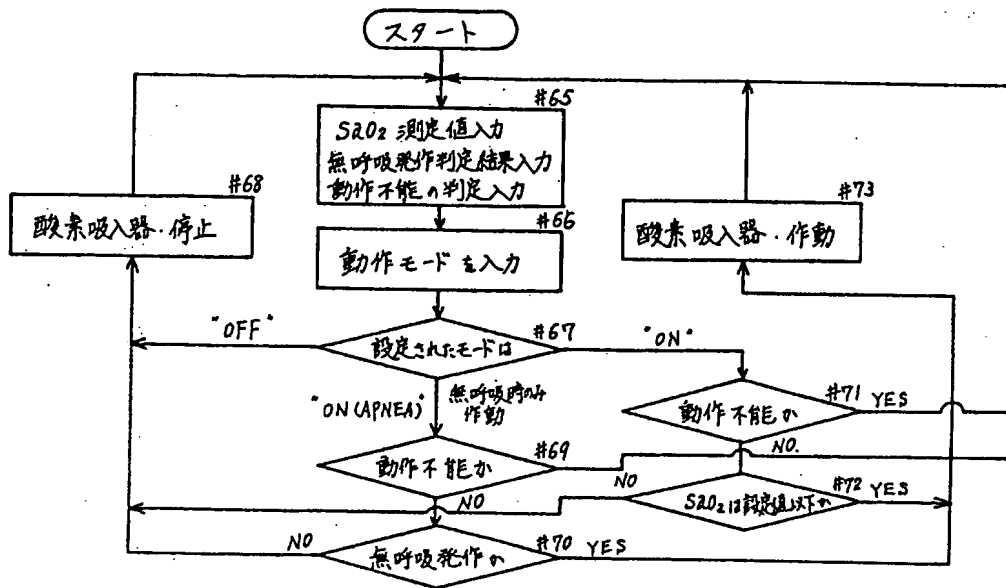 スタート
#65
SaO2 測定値入力
無呼吸発作判定結果入力
動作不能の判定入力
#68
酸素吸入器・停止
#73
酸素吸入器・作動
#66
動作モードを入力
"OFF"
#67
設定されたモードは
"ON"
"ON(APNEA)"
無呼吸時のみ
作動
#71
動作不能か
YES
#69
動作不能か
NO.
NO
NO
#72
SaO2は設定値以下か
YES
NO
#70
無呼吸発作か
YES